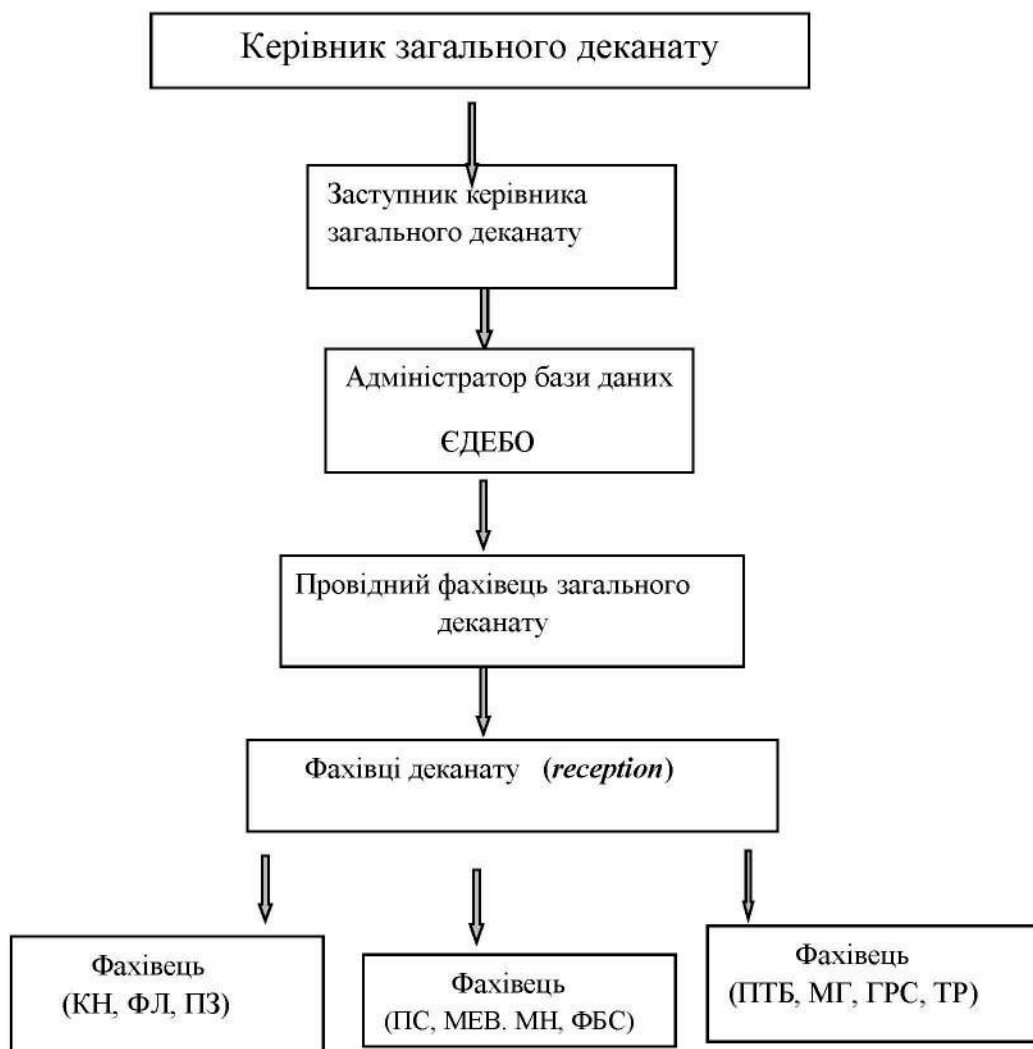 Керівник загального деканату
Заступник керівника
загального деканату
Адміністратор бази даних
ЄДЕБО
Провідний фахівець загального
деканату
Фахівці деканату (reception)
Фахівець
(КН, ФЛ, ПЗ)
Фахівець
(ПС, МЕВ. МН, ФБС)
Фахівець
(ПТБ, МГ, ГРС, ТР)